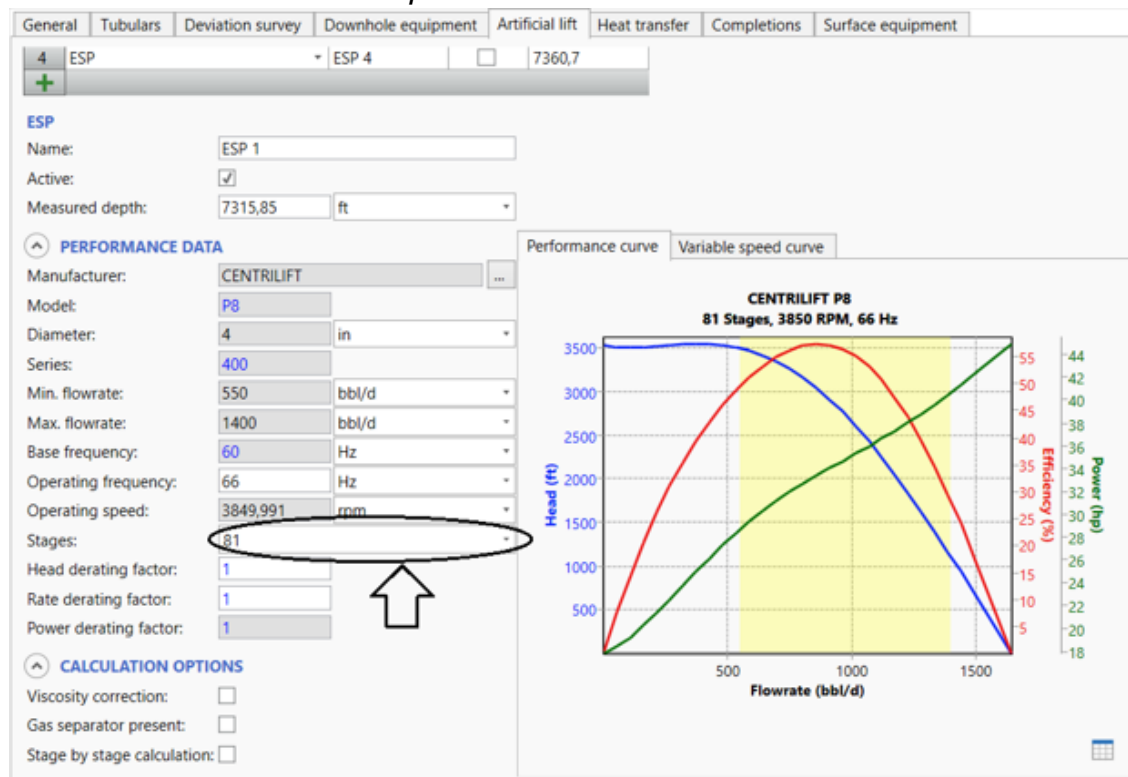 General Tubulars Deviation survey Downhole equipment Artificial lift Heat transfer Completions Surface equipment
4 ESP ESP 4 7360,7
ESP
Name: ESP 1
Active:
Measured depth: 7315,85 ft
PERFORMANCE DATA
Manufacturer: CENTRILIFT ...
Model: P8
Diameter: 4 in
Series: 400
Min. flowrate: 550 bbl/d
Max. flowrate: 1400 bbl/d
Base frequency: 60 Hz
Operating frequency: 66 Hz
Operating speed: 3849,991 rpm
Stages: 81
Head derating factor: 1
Rate derating factor: 1
Power derating factor: 1
CALCULATION OPTIONS
Viscosity correction:
Gas separator present:
Stage by stage calculation:
Performance curve Variable speed curve
CENTRILIFT P8
81 Stages, 3850 RPM, 66 Hz
Head (ft)
3500
3000
2500
2000
1500
1000
500
500 1000 1500
Flowrate (bbl/d)
55
50
45
40
35
30
25
20
15
10
5
Efficiency (%)
44
42
40
38
36
34
32
30
28
26
24
22
20
18
Power (hp)